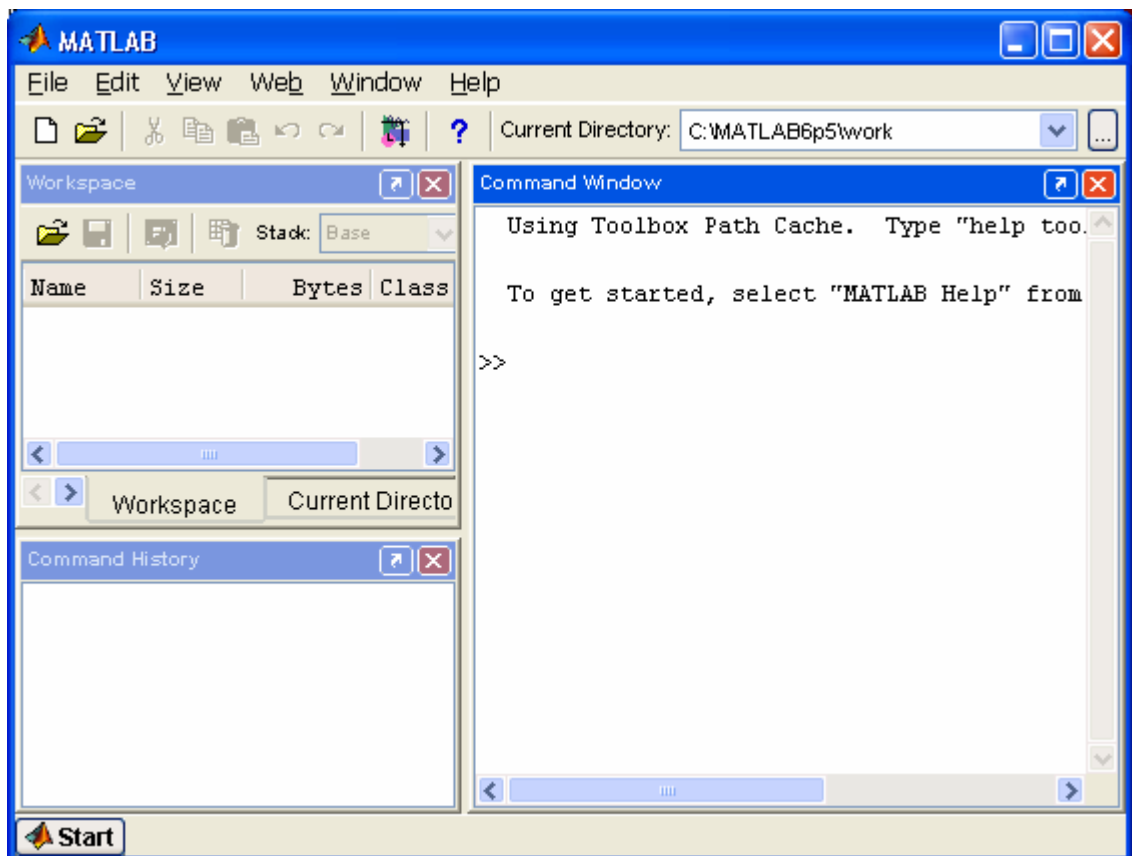 MATLAB
File Edit View Web Window Help
? Current Directory: C:\MATLAB6p5\work ...
Workspace
Stack: Base
Name Size Bytes Class
Workspace Current Directo
Command History
Command Window
Using Toolbox Path Cache. Type "help too
To get started, select "MATLAB Help" from
>>
Start